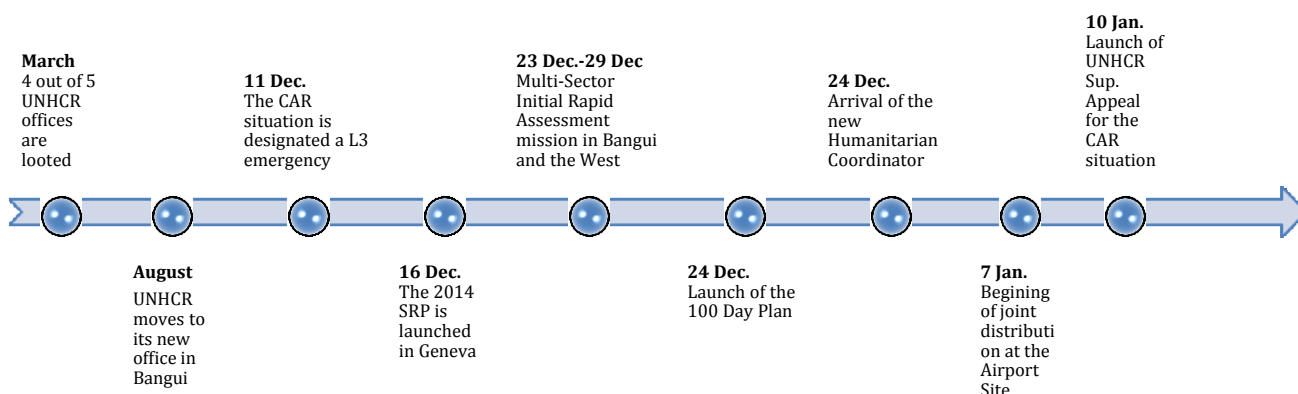 March
4 out of 5
UNHCR
offices
are
looted
August
UNHCR
moves to
its new
office in
Bangui
11 Dec.
The CAR
situation is
designated a L3
emergency
16 Dec.
The 2014
SRP is
launched
in Geneva
23 Dec.-29 Dec
Multi-Sector
Initial Rapid
Assessment
mission in Bangui
and the West
24 Dec.
Launch of the
100 Day Plan
24 Dec.
Arrival of the
new
Humanitarian
Coordinator
7 Jan.
Begining
of joint
distributi
on at the
Airport
Site
10 Jan.
Launch of
UNHCR
Sup.
Appeal
for the
CAR
situation